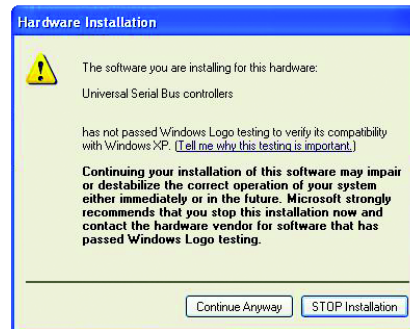 Hardware Installation
The software you are installing for this hardware:
Universal Serial Bus controllers
has not passed Windows Logo testing to verify its compatibility
with Windows XP. (Tell me why this testing is important.)
Continuing your installation of this software may impair
or destabilize the correct operation of your system
either immediately or in the future. Microsoft strongly
recommends that you stop this installation now and
contact the hardware vendor for software that has
passed Windows Logo testing.
Continue Anyway
STOP Installation